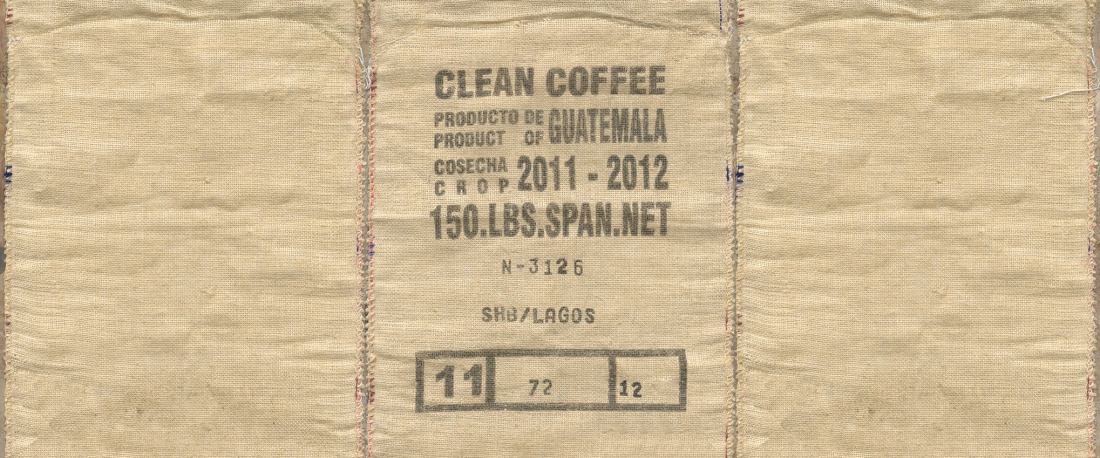 CLEAN COFFEE
PRODUCTO DE GUATEMALA
PRODUCT OF
COSECHA 2011 - 2012
CROP
150.LBS.SPAN.NET
N-3126
SHB/LAGOS
11 72 12